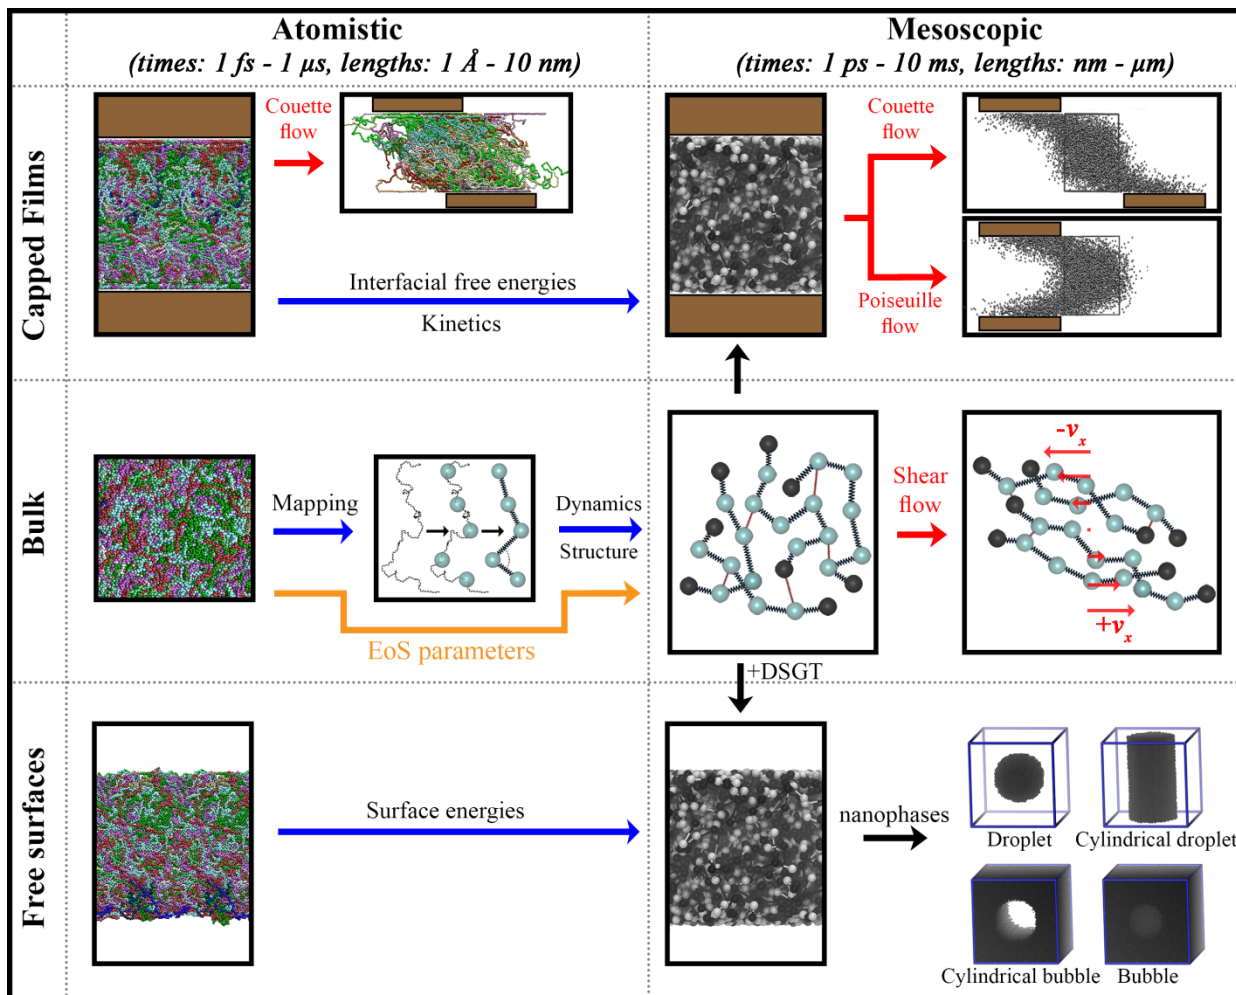 Atomistic
(times: 1 fs - 1 μs, lengths: 1 Å - 10 nm)
Mesoscopic
(times: 1 ps - 10 ms, lengths: nm - μm)
Capped Films
Couette
flow
Interfacial free energies
Kinetics
Couette
flow
Poiseuille
flow
Bulk
Mapping
Dynamics
Structure
EoS parameters
Shear
flow
-vₓ
+vₓ
+DSGT
Free surfaces
Surface energies
nanophases
Droplet
Cylindrical droplet
Cylindrical bubble
Bubble